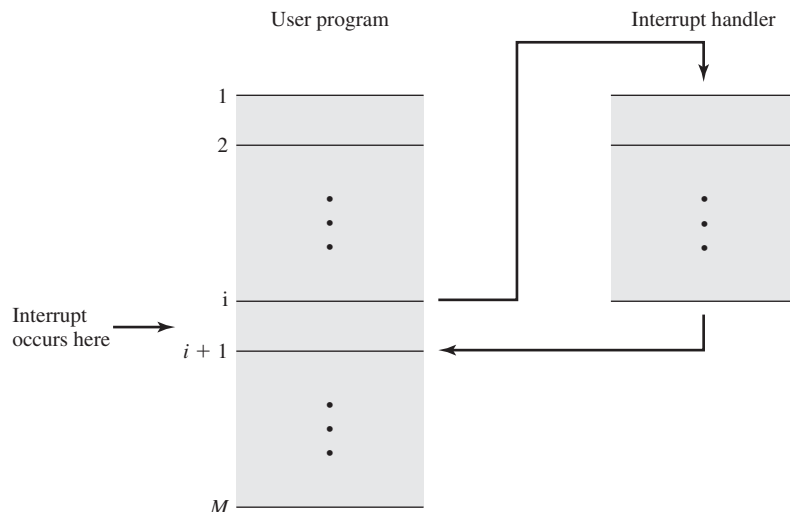 User program
Interrupt handler
1
2
i
Interrupt
occurs here
i + 1
M